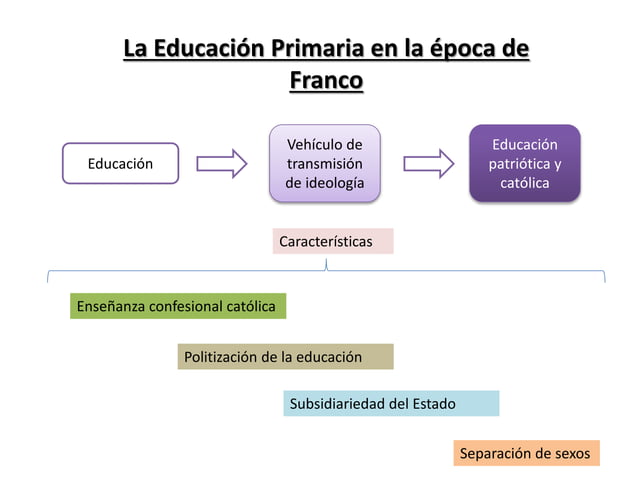 La Educación Primaria en la época de
Franco
Educación
Vehículo de
transmisión
de ideología
Educación
patriótica y
católica
Características
Enseñanza confesional católica
Politización de la educación
Subsidiariedad del Estado
Separación de sexos